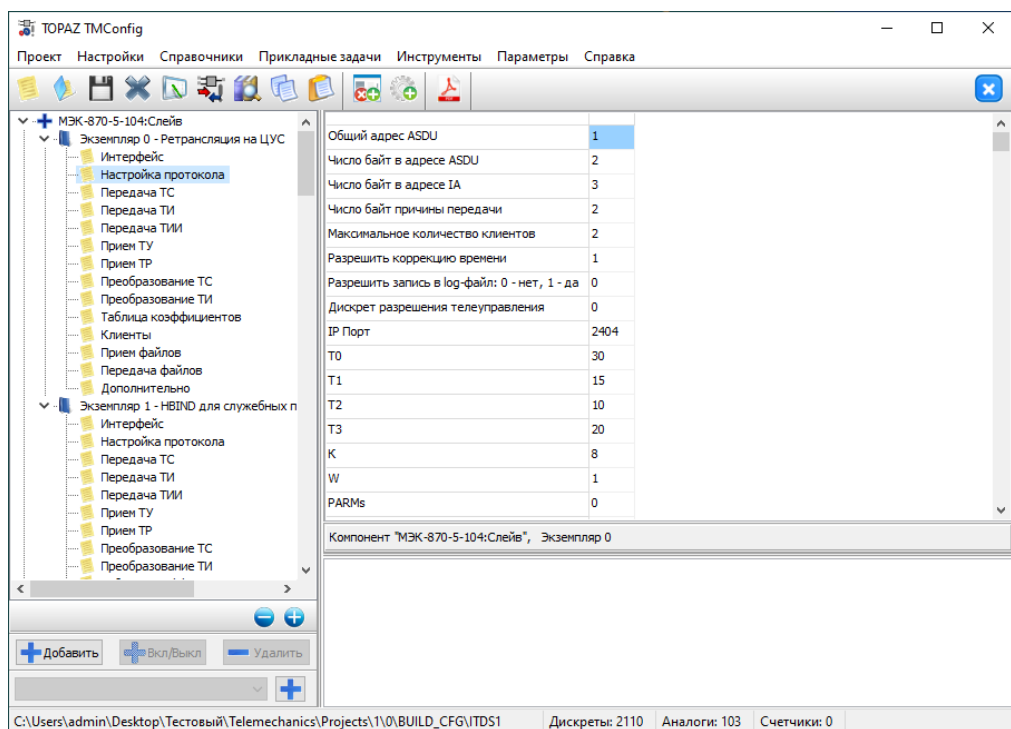 TOPAZ TMConfig
Проект Настройки Справочники Прикладные задачи Инструменты Параметры Справка
МЭК-870-5-104:Слейв
Экземпляр 0 - Ретрансляция на ЦУС
Интерфейс
Настройка протокола
Передача ТС
Передача ТИ
Передача ТИИ
Прием ТУ
Прием ТР
Преобразование ТС
Преобразование ТИ
Таблица коэффициентов
Клиенты
Прием файлов
Передача файлов
Дополнительно
Экземпляр 1 - HBIND для служебных п
Интерфейс
Настройка протокола
Передача ТС
Передача ТИ
Передача ТИИ
Прием ТУ
Прием ТР
Преобразование ТС
Преобразование ТИ
Добавить Вкл/Выкл Удалить
Общий адрес ASDU 1
Число байт в адресе ASDU 2
Число байт в адресе IA 3
Число байт причины передачи 2
Максимальное количество клиентов 2
Разрешить коррекцию времени 1
Разрешить запись в log-файл: 0 - нет, 1 - да 0
Дискрет разрешения телеуправления 0
IP Порт 2404
T0 30
T1 15
T2 10
T3 20
K 8
W 1
PARMs 0
Компонент "МЭК-870-5-104:Слейв", Экземпляр 0
C:\Users\admin\Desktop\Тестовый\Telemechanics\Projects\1\0\BUILD_CFG\ITDS1 Дискреты: 2110 Аналоги: 103 Счетчики: 0